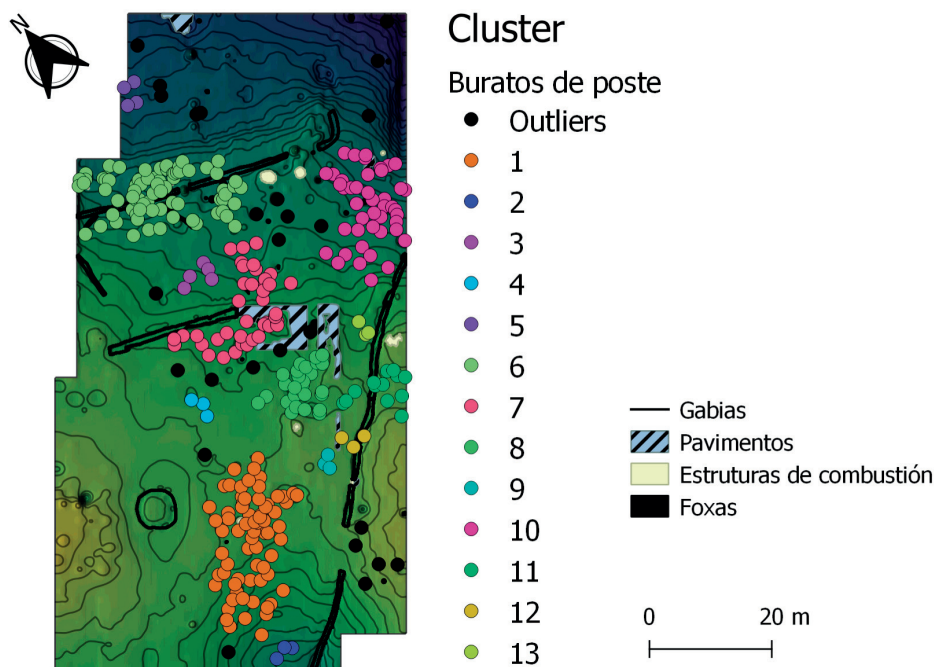 N
Cluster
Buratos de poste
Outliers
1
2
3
4
5
6
7
8
9
10
11
12
13
Gabias
Pavimentos
Estruturas de combustión
Foxas
0 20 m